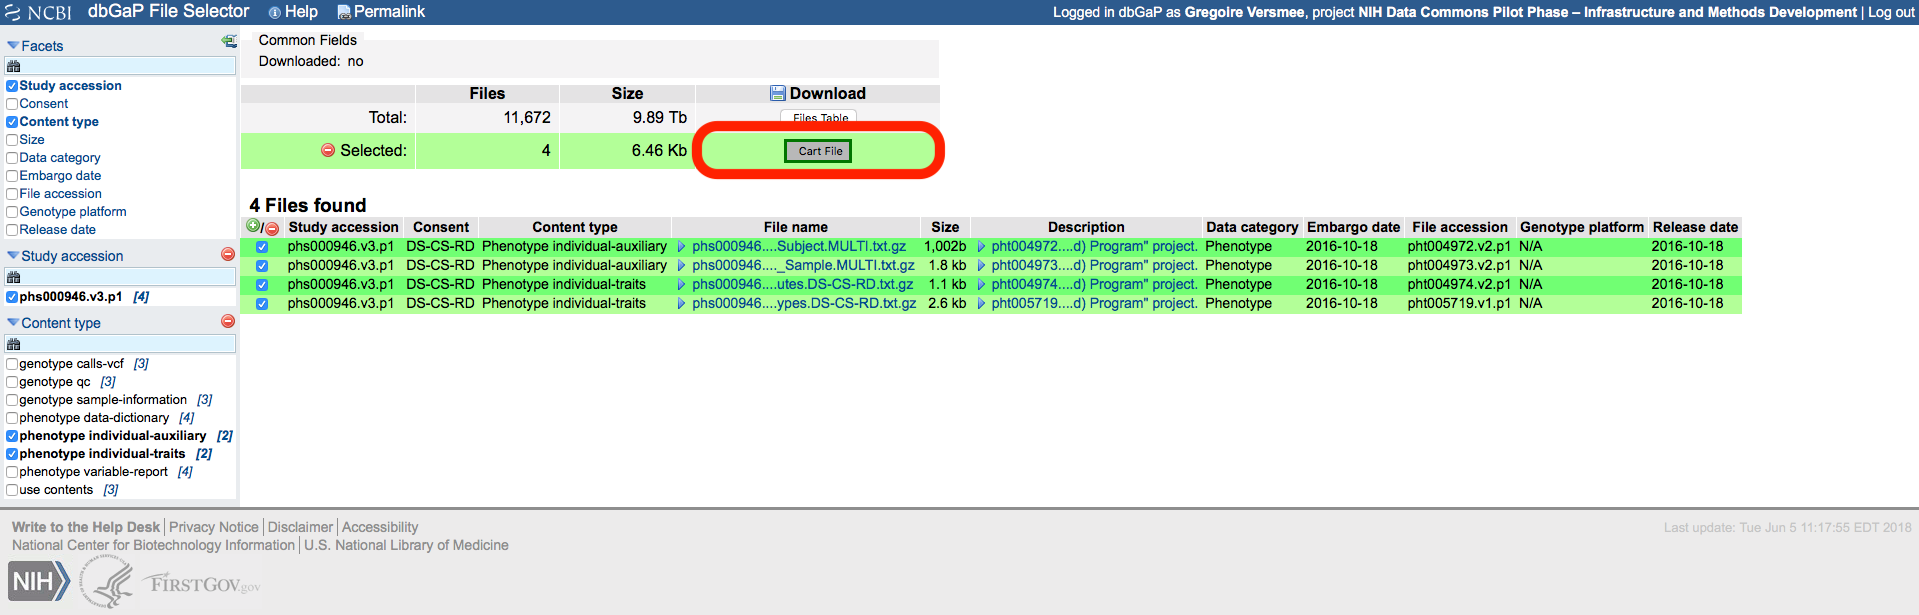 NCBI dbGaP File Selector Help Permalink Logged in dbGaP as Gregoire Versmee, project NIH Data Commons Pilot Phase – Infrastructure and Methods Development | Log out
Facets
Study accession
Consent
Content type
Size
Data category
Embargo date
File accession
Genotype platform
Release date
Study accession
phs000946.v3.p1 [4]
Content type
genotype calls-vcf [3]
genotype qc [3]
genotype sample-information [3]
phenotype data-dictionary [4]
phenotype individual-auxiliary [2]
phenotype individual-traits [2]
phenotype variable-report [4]
use contents [3]
Common Fields
Downloaded: no
Files Size Download
Total: 11,672 9.89 Tb Files Table
Selected: 4 6.46 Kb Cart File
4 Files found
/ Study accession Consent Content type File name Size Description Data category Embargo date File accession Genotype platform Release date
phs000946.v3.p1 DS-CS-RD Phenotype individual-auxiliary phs000946....Subject.MULTI.txt.gz 1,002b pht004972....d) Program" project. Phenotype 2016-10-18 pht004972.v2.p1 N/A 2016-10-18
phs000946.v3.p1 DS-CS-RD Phenotype individual-auxiliary phs000946...._Sample.MULTI.txt.gz 1.8 kb pht004973....d) Program" project. Phenotype 2016-10-18 pht004973.v2.p1 N/A 2016-10-18
phs000946.v3.p1 DS-CS-RD Phenotype individual-traits phs000946....utes.DS-CS-RD.txt.gz 1.1 kb pht004974....d) Program" project. Phenotype 2016-10-18 pht004974.v2.p1 N/A 2016-10-18
phs000946.v3.p1 DS-CS-RD Phenotype individual-traits phs000946....ypes.DS-CS-RD.txt.gz 2.6 kb pht005719....d) Program" project. Phenotype 2016-10-18 pht005719.v1.p1 N/A 2016-10-18
Write to the Help Desk | Privacy Notice | Disclaimer | Accessibility
National Center for Biotechnology Information | U.S. National Library of Medicine
Last update: Tue Jun 5 11:17:55 EDT 2018
NIH FIRSTGOV.gov